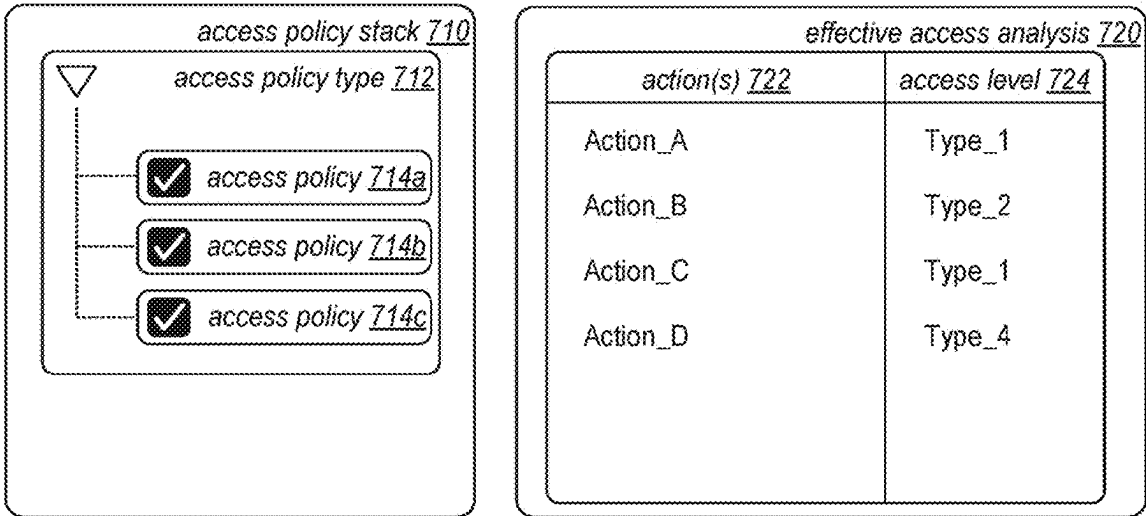 access policy stack 710
access policy type 712
access policy 714a
access policy 714b
access policy 714c
effective access analysis 720
action(s) 722 access level 724
Action_A Type_1
Action_B Type_2
Action_C Type_1
Action_D Type_4